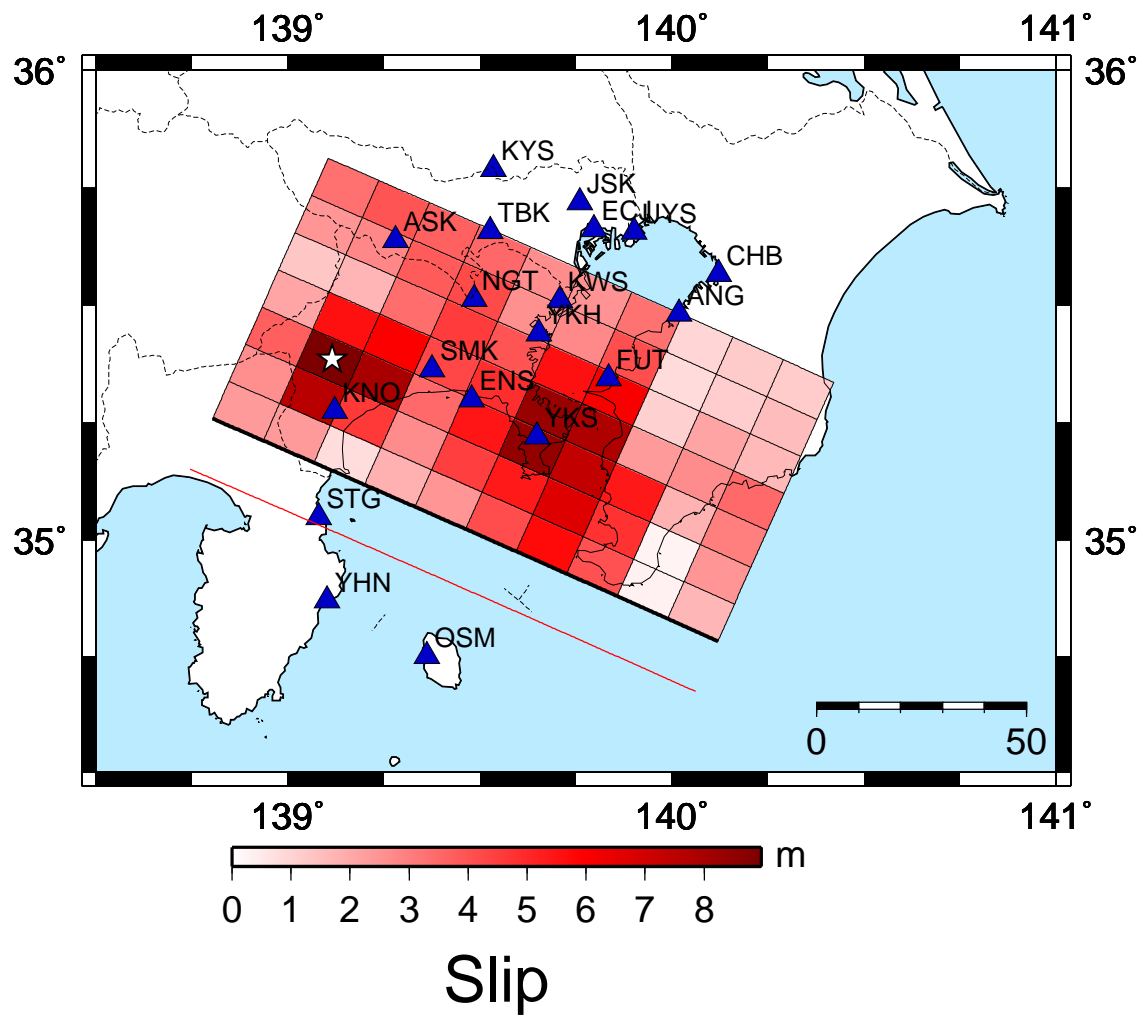 139˚ 140˚ 141˚
36˚ 36˚
KYS
JSK
ASK TBK ECJ UYS
CHB
NGT KWS ANG
YKH
SMK FUT
KNO ENS
YKS
STG
35˚ 35˚
YHN
OSM
0 50
139˚ 140˚ 141˚
m
0 1 2 3 4 5 6 7 8
Slip